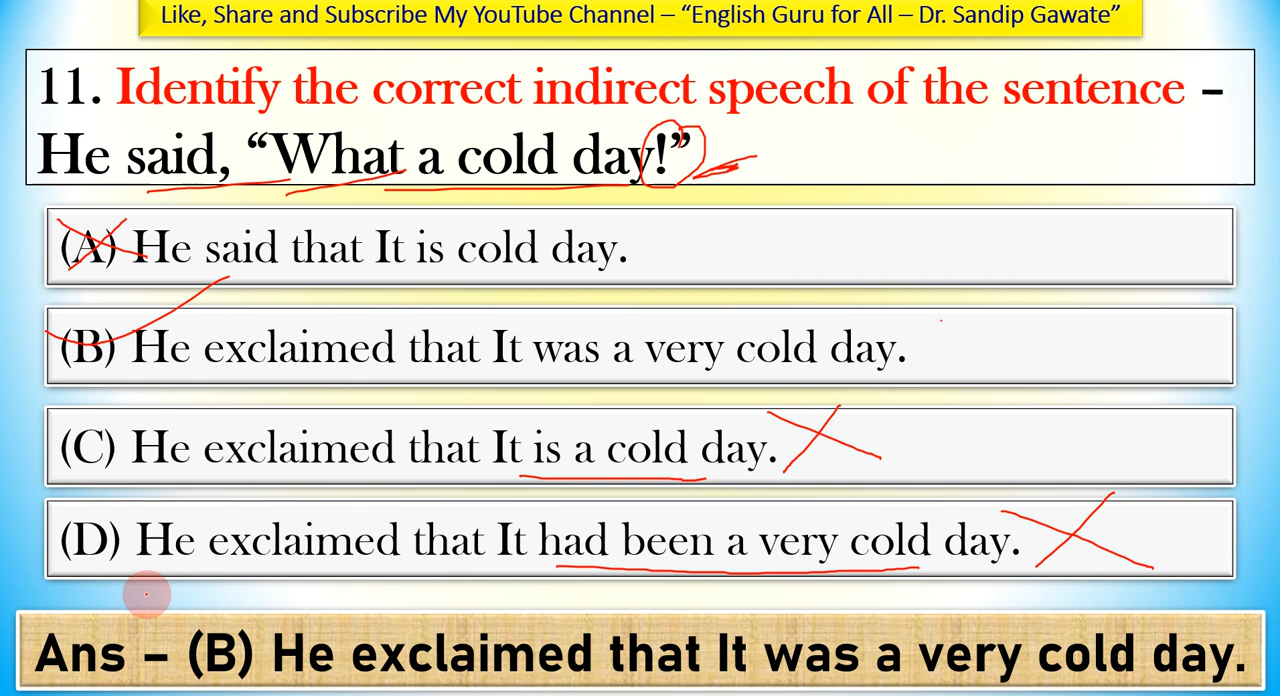 Like, Share and Subscribe My YouTube Channel – “English Guru for All – Dr. Sandip Gawate”
11. Identify the correct indirect speech of the sentence –
He said, “What a cold day!”
(A) He said that It is cold day.
(B) He exclaimed that It was a very cold day.
(C) He exclaimed that It is a cold day.
(D) He exclaimed that It had been a very cold day.
Ans – (B) He exclaimed that It was a very cold day.